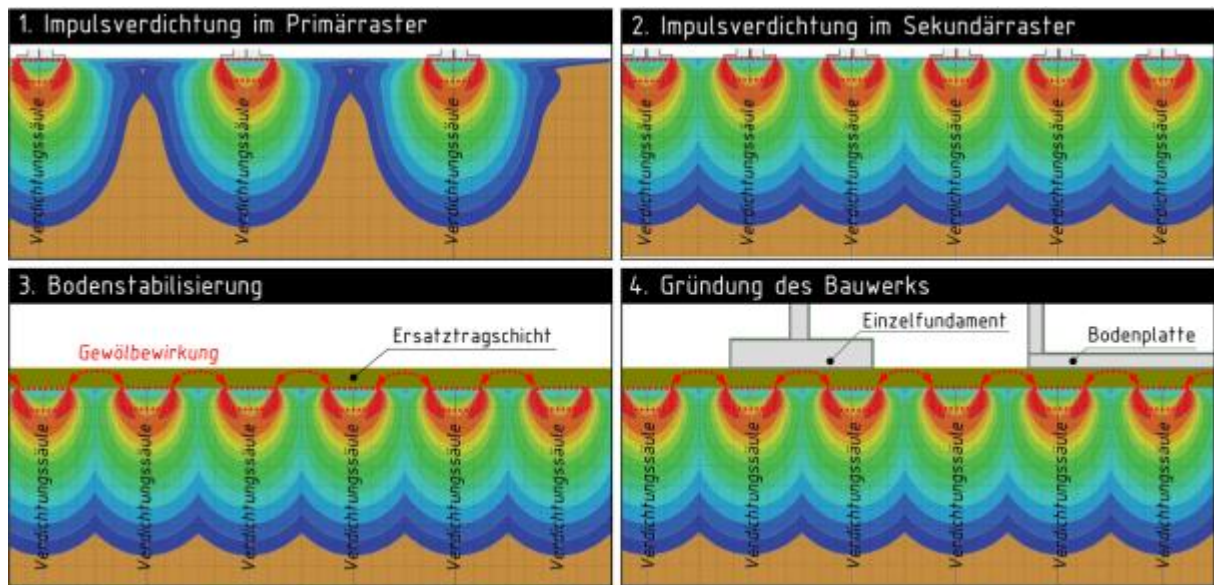 1. Impulsverdichtung im Primärraster
Verdichtungssäule
Verdichtungssäule
Verdichtungssäule
2. Impulsverdichtung im Sekundärraster
Verdichtungssäule
Verdichtungssäule
Verdichtungssäule
Verdichtungssäule
Verdichtungssäule
Verdichtungssäule
3. Bodenstabilisierung
Ersatztragschicht
Gewölbewirkung
Verdichtungssäule
Verdichtungssäule
Verdichtungssäule
Verdichtungssäule
Verdichtungssäule
Verdichtungssäule
4. Gründung des Bauwerks
Einzelfundament
Bodenplatte
Verdichtungssäule
Verdichtungssäule
Verdichtungssäule
Verdichtungssäule
Verdichtungssäule
Verdichtungssäule